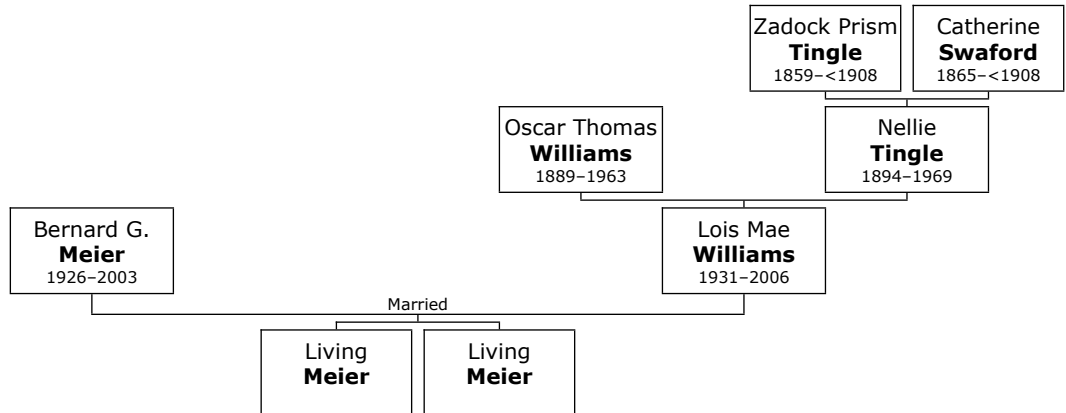 Zadock Prism
Tingle
1859–<1908
Catherine
Swaford
1865–<1908
Oscar Thomas
Williams
1889–1963
Nellie
Tingle
1894–1969
Bernard G.
Meier
1926–2003
Lois Mae
Williams
1931–2006
Married
Living
Meier
Living
Meier